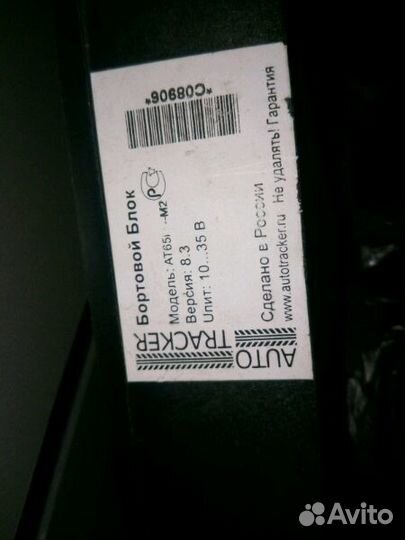 *C08906*
Бортовой Блок
Модель: -М2
Версия: 8.3
Uпит: 10...35 В
AUTO
TRACKER
Сделано в России
www.autotracker.ru Не удалять! Гарантия
Avito